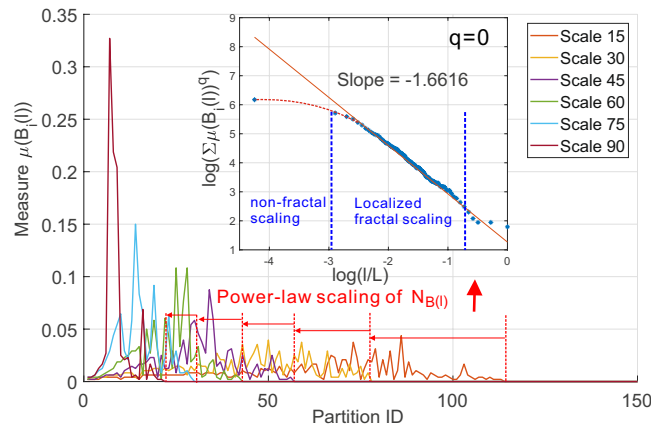 0.35
0.3
0.25
0.2
0.15
0.1
0.05
0
Measure μ(B_i(l))
0 50 100 150
Partition ID
9
8
7
6
5
4
3
2
1
log(Σμ(B_i(l))^q)
-4 -3 -2 -1 0
log(l/L)
q=0
Slope = -1.6616
non-fractal
scaling
Localized
fractal scaling
Power-law scaling of N_B(l)
Scale 15
Scale 30
Scale 45
Scale 60
Scale 75
Scale 90